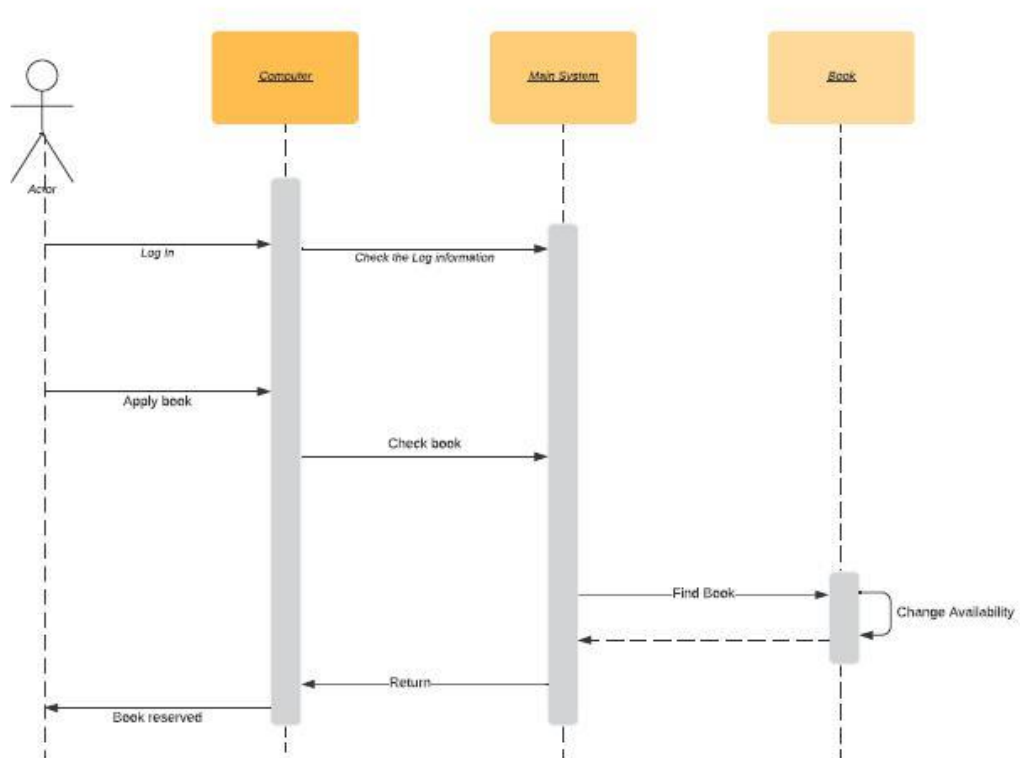 Computer
Main System
Book
Actor
Log In
Check the Log information
Apply book
Check book
Find Book
Change Availability
Return
Book reserved